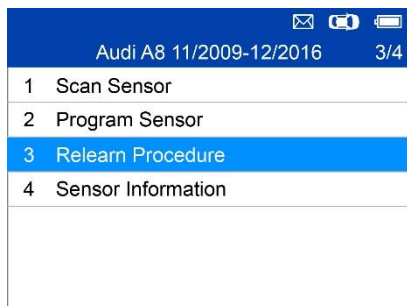 Audi A8 11/2009-12/2016 3/4
1 Scan Sensor
2 Program Sensor
3 Relearn Procedure
4 Sensor Information